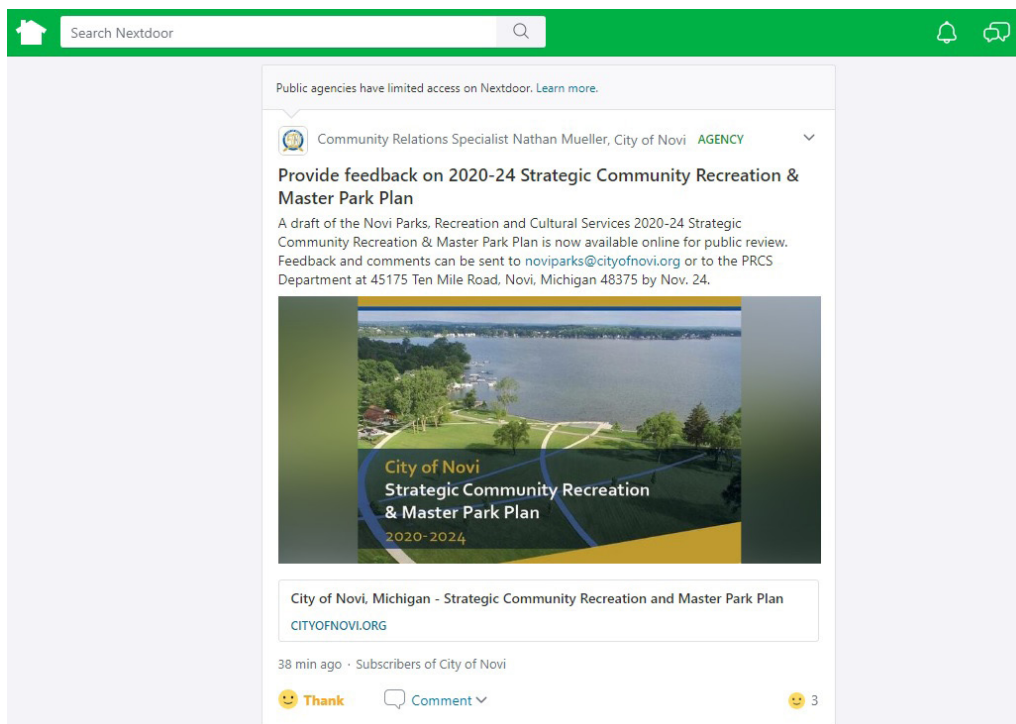 Search Nextdoor
Public agencies have limited access on Nextdoor. Learn more.
Community Relations Specialist Nathan Mueller, City of Novi AGENCY
Provide feedback on 2020-24 Strategic Community Recreation &
Master Park Plan
A draft of the Novi Parks, Recreation and Cultural Services 2020-24 Strategic
Community Recreation & Master Park Plan is now available online for public review.
Feedback and comments can be sent to noviparks@cityofnovi.org or to the PRCS
Department at 45175 Ten Mile Road, Novi, Michigan 48375 by Nov. 24.
City of Novi
Strategic Community Recreation
& Master Park Plan
2020-2024
City of Novi, Michigan - Strategic Community Recreation and Master Park Plan
CITYOFNOVI.ORG
38 min ago · Subscribers of City of Novi
Thank Comment 3